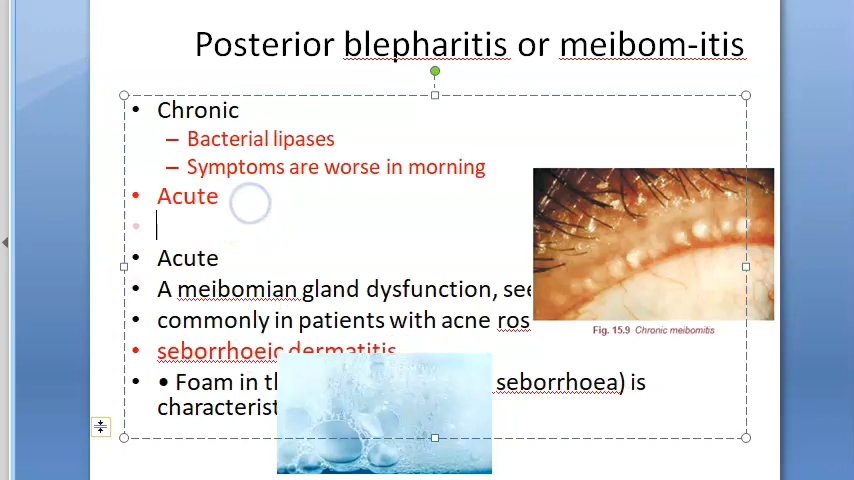 Posterior blepharitis or meibom-itis
• Chronic
– Bacterial lipases
– Symptoms are worse in morning
• Acute
• Acute
• A meibomian gland dysfunction, see
• commonly in patients with acne ros
• seborrhoeic dermatitis
• • Foam in seborrhoea) is
characterist
Fig. 15.9 Chronic meibomitis